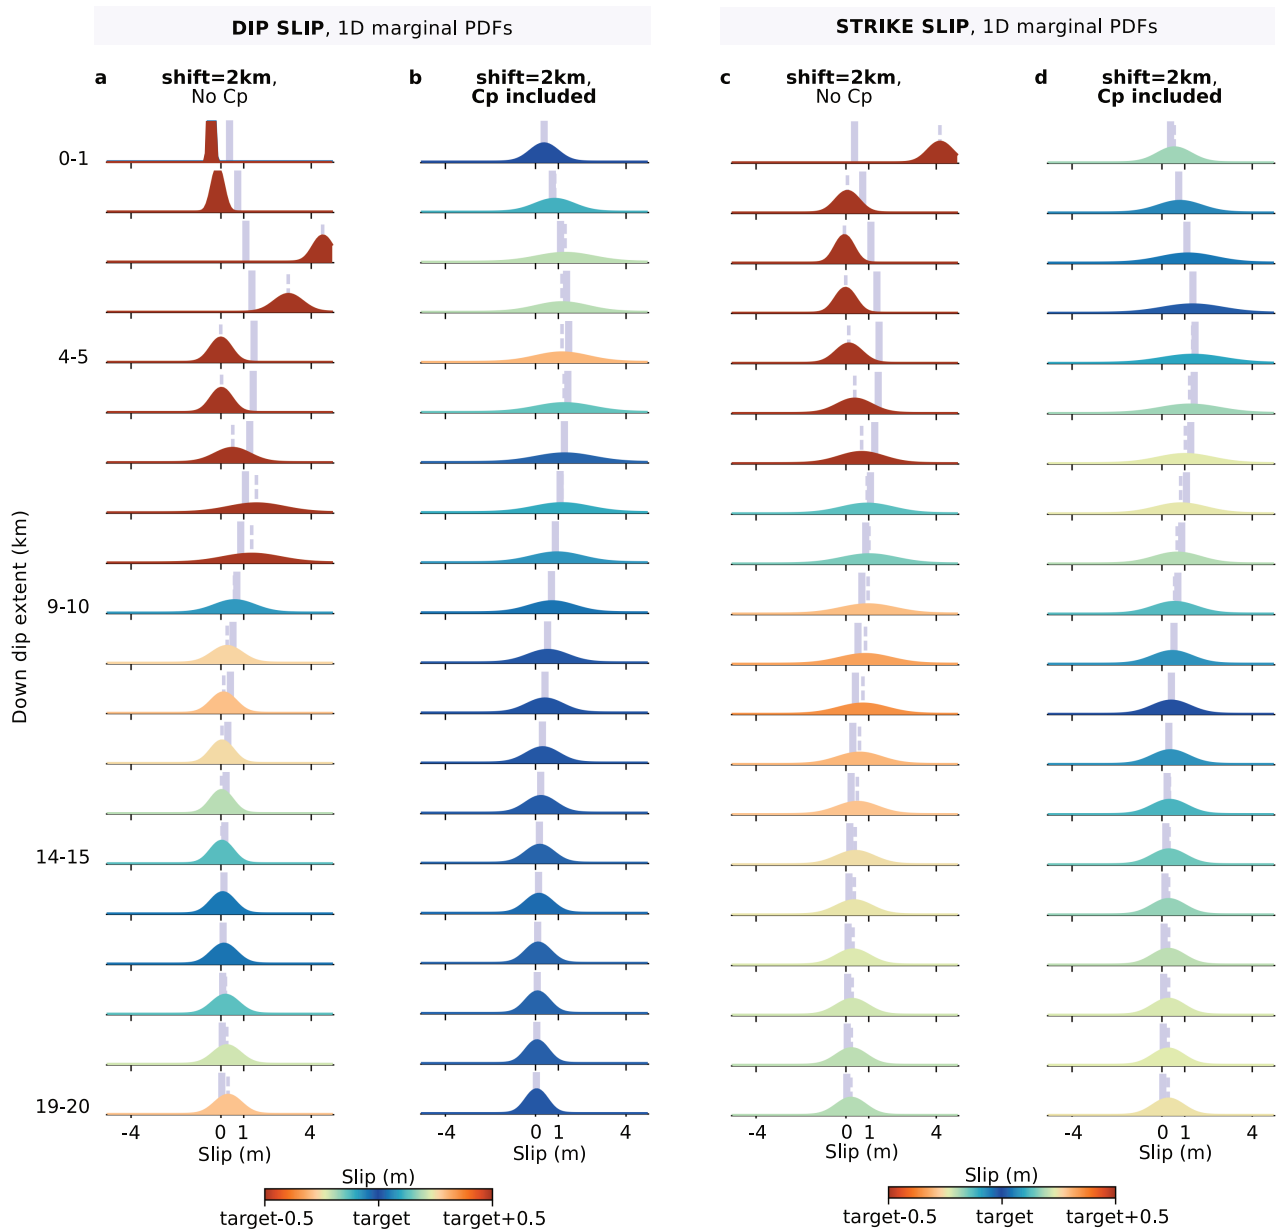 DIP SLIP, 1D marginal PDFs
STRIKE SLIP, 1D marginal PDFs
a
shift=2km,
No Cp
b
shift=2km,
Cp included
c
shift=2km,
No Cp
d
shift=2km,
Cp included
Down dip extent (km)
0-1
4-5
9-10
14-15
19-20
-4 0 1 4
Slip (m)
-4 0 1 4
Slip (m)
-4 0 1 4
Slip (m)
-4 0 1 4
Slip (m)
Slip (m)
target-0.5 target target+0.5
Slip (m)
target-0.5 target target+0.5